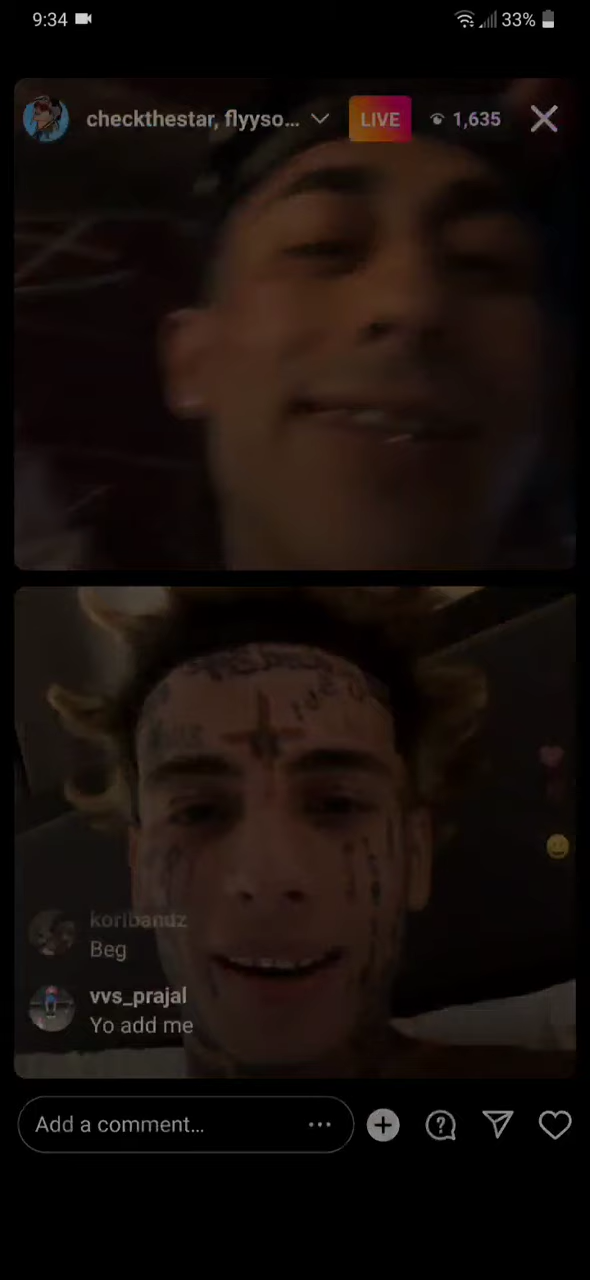 9:34
33%
checkthestar, flyyso...
LIVE
1,635
koribandz
Beg
vvs_prajal
Yo add me
Add a comment...